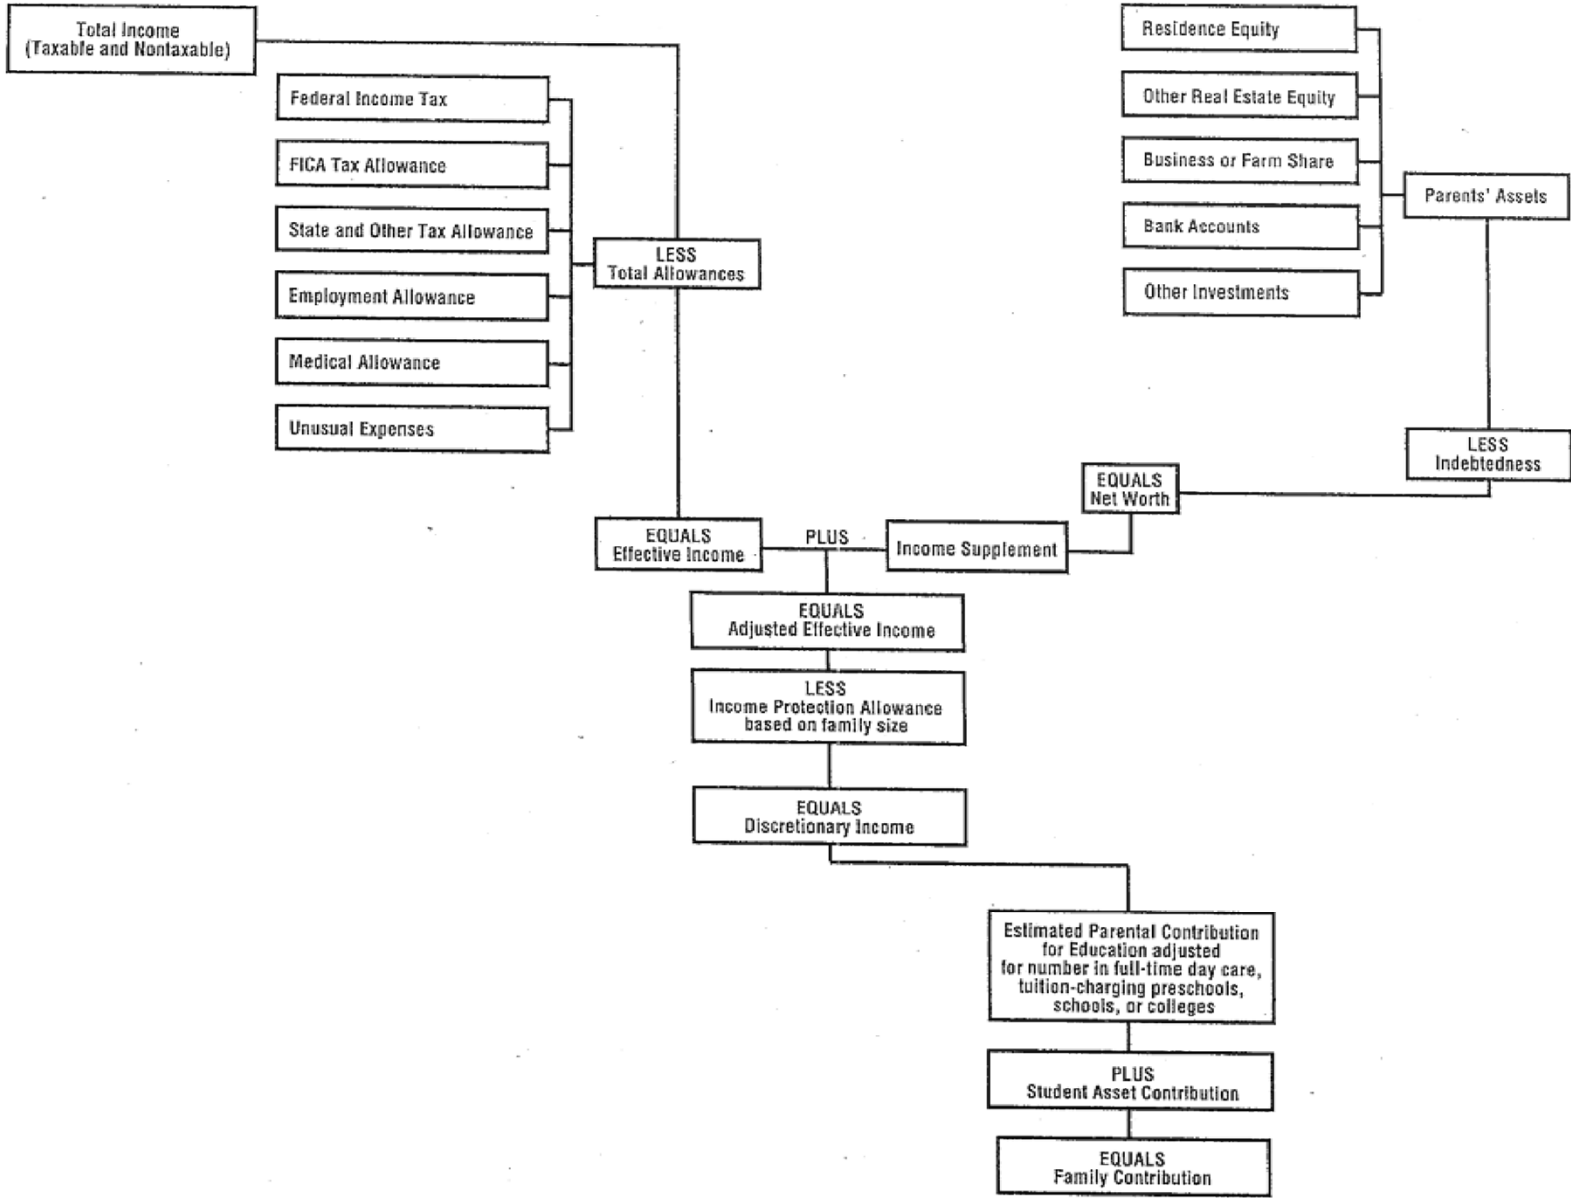 Total Income
(Taxable and Nontaxable)
Federal Income Tax
FICA Tax Allowance
State and Other Tax Allowance
Employment Allowance
Medical Allowance
Unusual Expenses
LESS
Total Allowances
Residence Equity
Other Real Estate Equity
Business or Farm Share
Bank Accounts
Other Investments
Parents' Assets
LESS
Indebtedness
EQUALS
Net Worth
EQUALS
Effective Income
PLUS
Income Supplement
EQUALS
Adjusted Effective Income
LESS
Income Protection Allowance
based on family size
EQUALS
Discretionary Income
Estimated Parental Contribution
for Education adjusted
for number in full-time day care,
tuition-charging preschools,
schools, or colleges
PLUS
Student Asset Contribution
EQUALS
Family Contribution